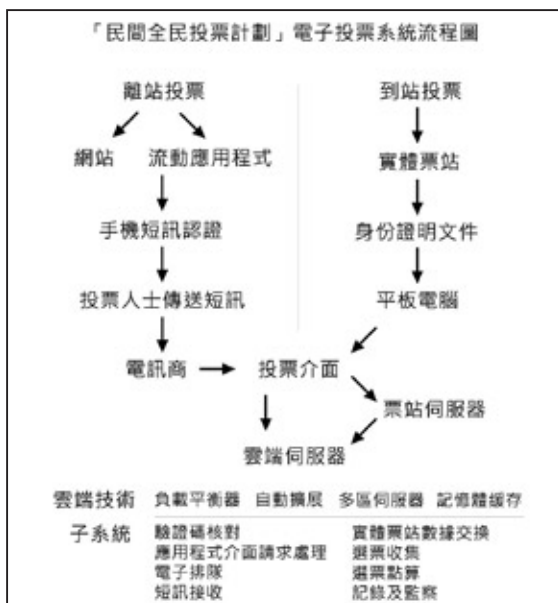 「民間全民投票計劃」電子投票系統流程圖
離站投票 到站投票
網站 流動應用程式 實體票站
手機短訊認證 身份證明文件
投票人士傳送短訊 平板電腦
電訊商 投票介面
票站伺服器
雲端伺服器
雲端技術 負載平衡器 自動擴展 多區伺服器 記憶體緩存
子系統 驗證碼核對 實體票站數據交換
應用程式介面請求處理 選票收集
電子排隊 選票點算
短訊接收 記錄及監察